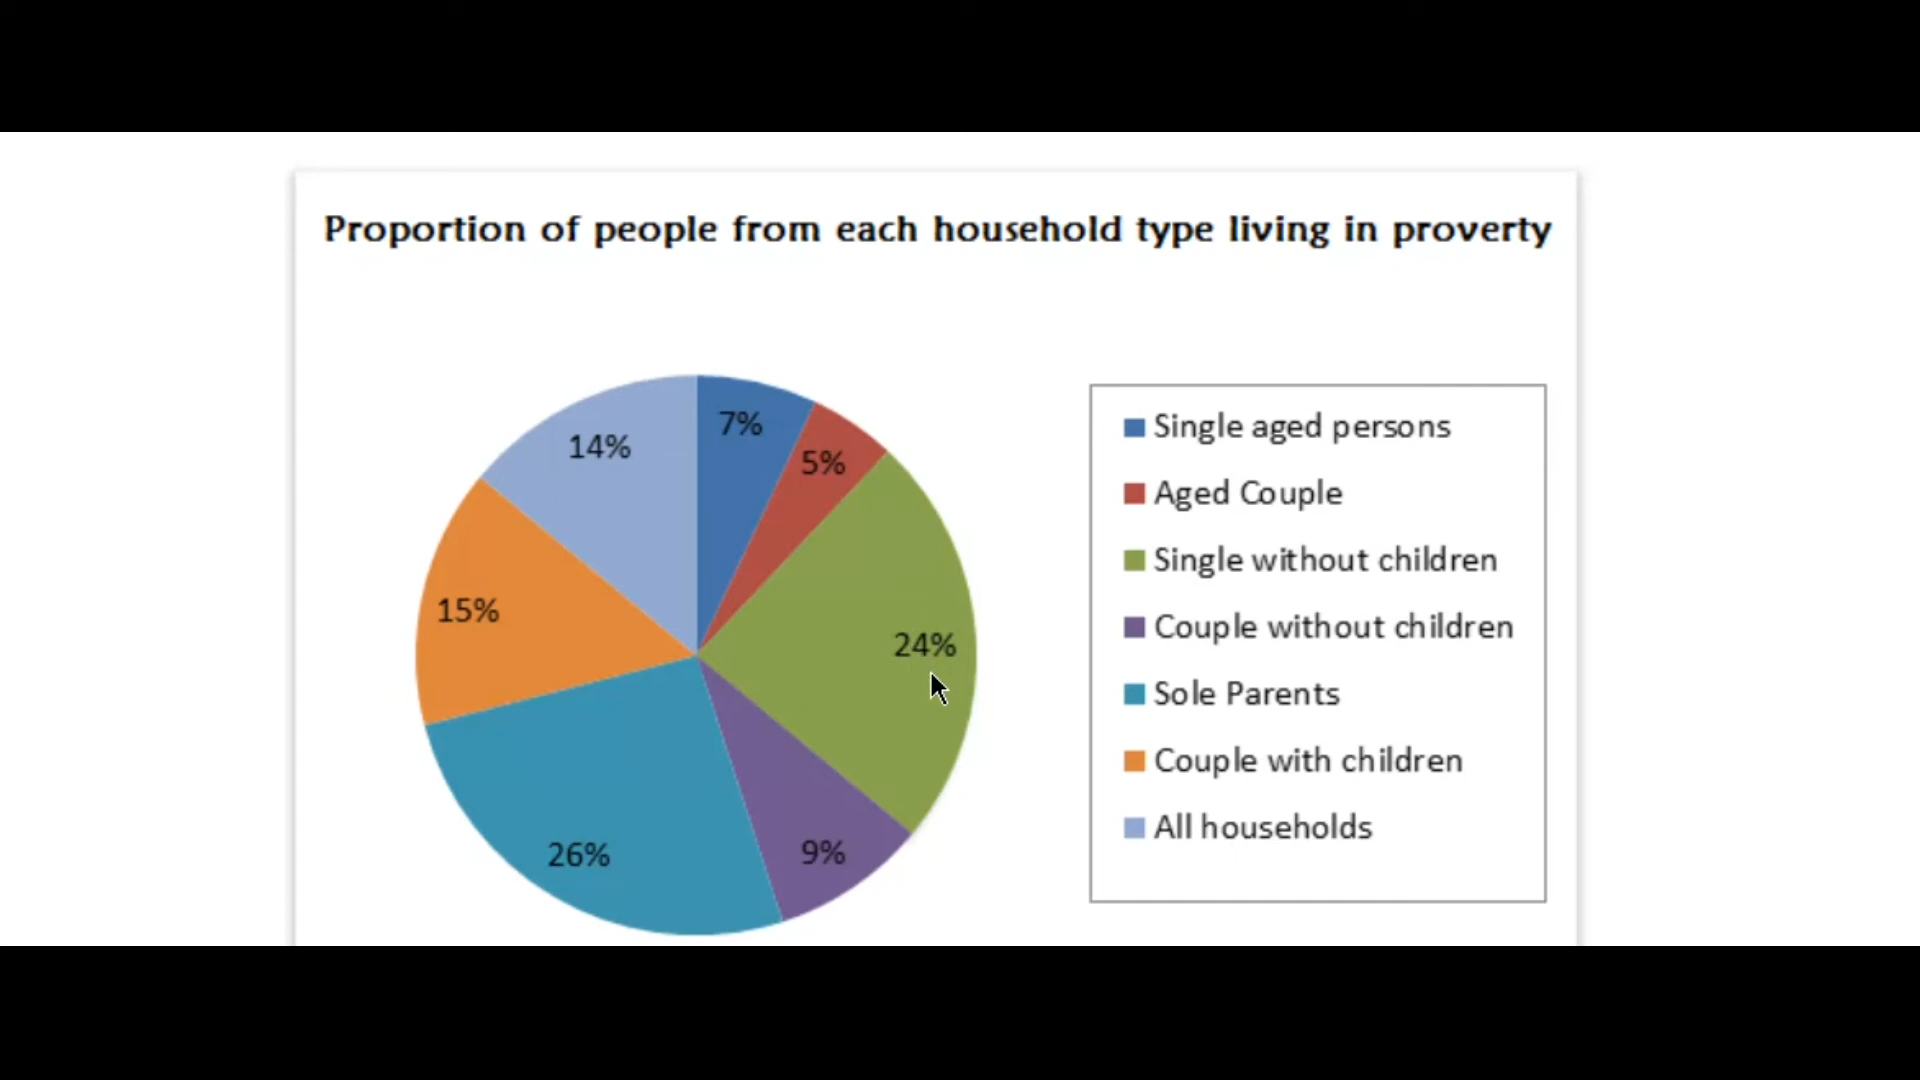 Proportion of people from each household type living in proverty
7%
14%
5%
15%
24%
26%
9%
Single aged persons
Aged Couple
Single without children
Couple without children
Sole Parents
Couple with children
All households